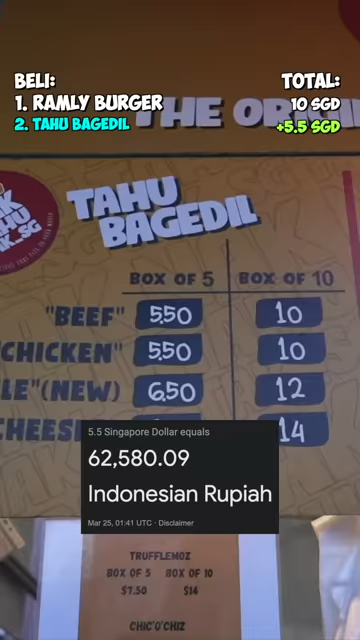 BELI:
1. RAMLY BURGER
2. TAHU BAGEDIL
TOTAL:
10 SGD
+5.5 SGD
THE ORIGI
TAHU
BAGEDIL
BOX OF 5 BOX OF 10
"BEEF" 5.50 10
CHICKEN" 5.50 10
LE"(NEW) 6.50 12
CHEES 14
5.5 Singapore Dollar equals
62,580.09
Indonesian Rupiah
Mar 25, 01:41 UTC · Disclaimer
TRUFFLEMOZ
BOX OF 5 BOX OF 10
$7.50 $14
CHIC'O'CHIZ